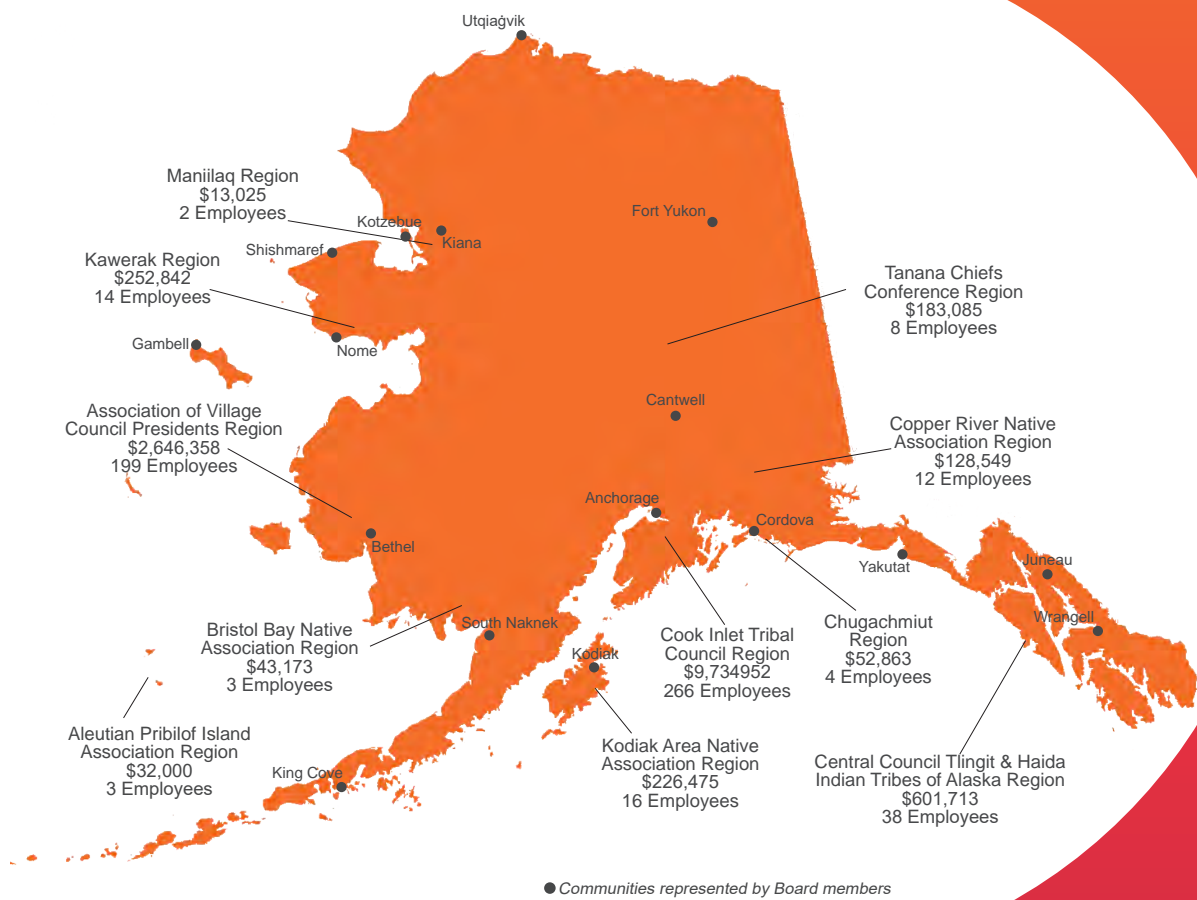 Utqiaġvik
Maniilaq Region
$13,025
2 Employees
Kotzebue
Kiana
Fort Yukon
Shishmaref
Kawerak Region
$252,842
14 Employees
Tanana Chiefs
Conference Region
$183,085
8 Employees
Gambell
Nome
Cantwell
Association of Village
Council Presidents Region
$2,646,358
199 Employees
Copper River Native
Association Region
$128,549
12 Employees
Anchorage
Cordova
Bethel
Yakutat
Juneau
Wrangell
South Naknek
Bristol Bay Native
Association Region
$43,173
3 Employees
Kodiak
Cook Inlet Tribal
Council Region
$9,734952
266 Employees
Chugachmiut
Region
$52,863
4 Employees
Aleutian Pribilof Island
Association Region
$32,000
3 Employees
King Cove
Kodiak Area Native
Association Region
$226,475
16 Employees
Central Council Tlingit & Haida
Indian Tribes of Alaska Region
$601,713
38 Employees
Communities represented by Board members